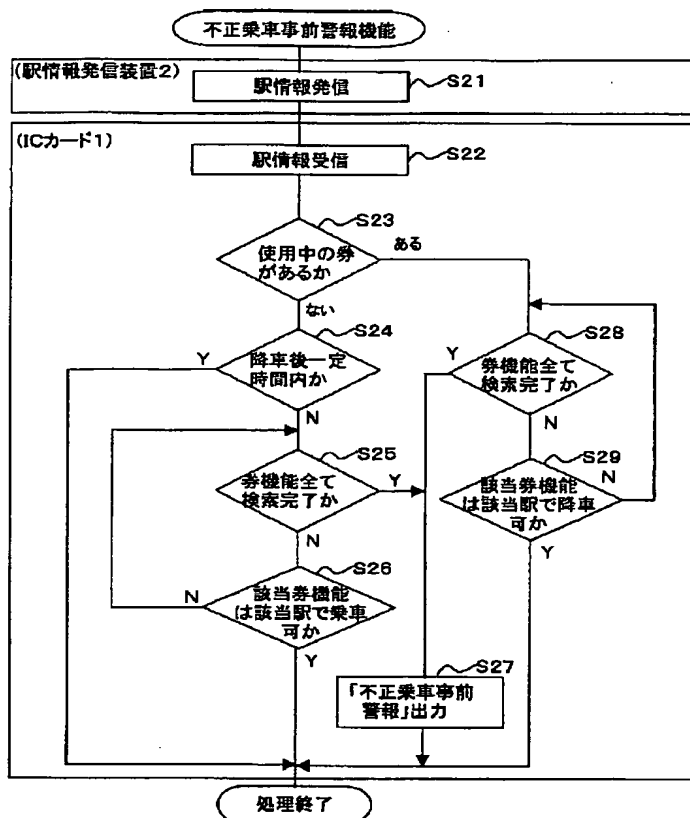 不正乗車事前警報機能
(駅情報発信装置2)
駅情報発信
S21
(ICカード1)
駅情報受信
S22
S23
使用中の券
があるか
ある
ない
S24
降車後一定
時間内か
Y
N
S25
券機能全て
検索完了か
Y
N
S26
該当券機能
は該当駅で乗車
可か
N
Y
S28
券機能全て
検索完了か
Y
N
S29
該当券機能
は該当駅で降車
可か
N
Y
S27
「不正乗車事前
警報」出力
処理終了